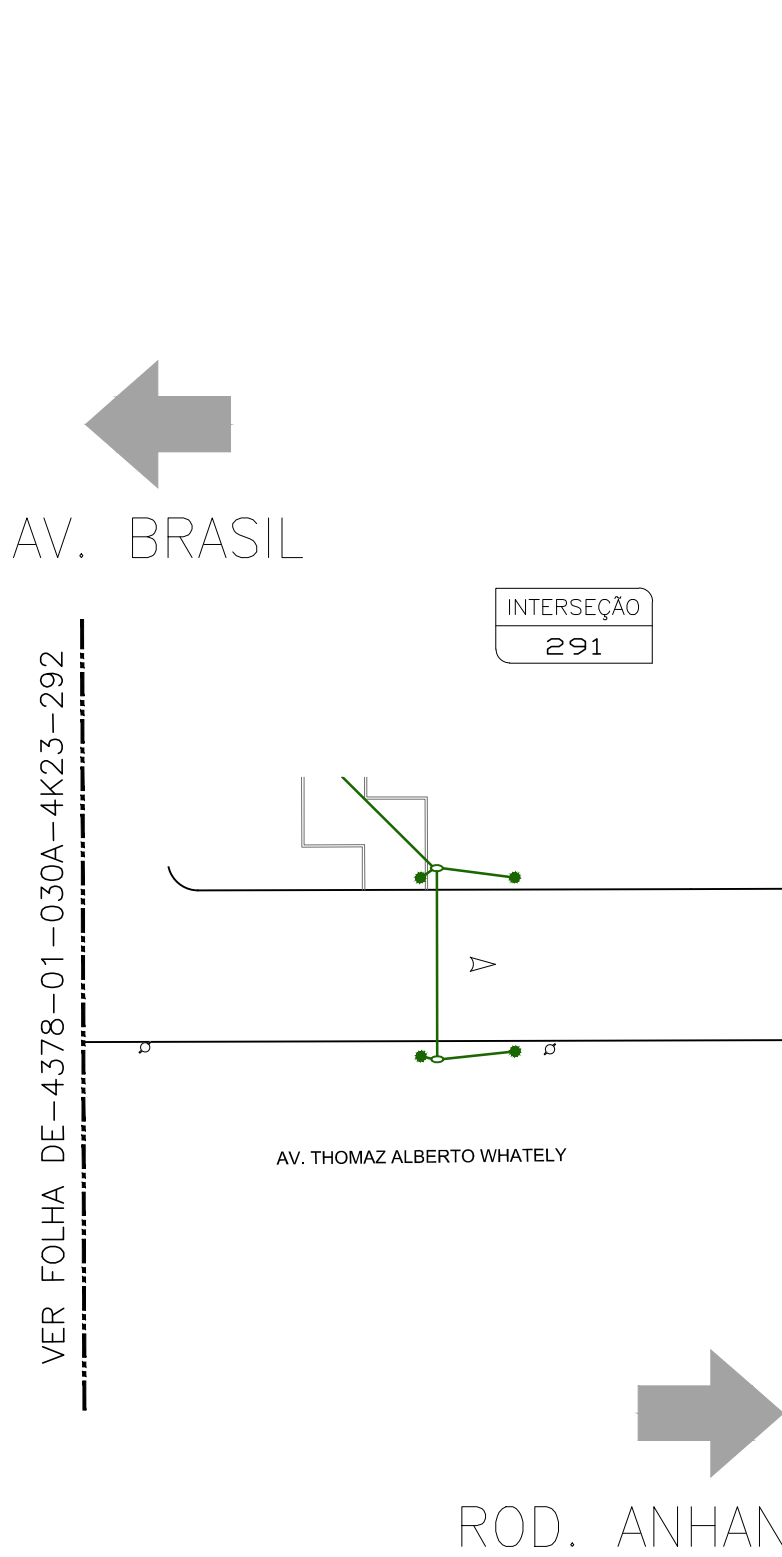 AV. BRASIL
INTERSEÇÃO
291
VER FOLHA DE-4378-01-030A-4K23-292
AV. THOMAZ ALBERTO WHATELY
ROD. ANHAN